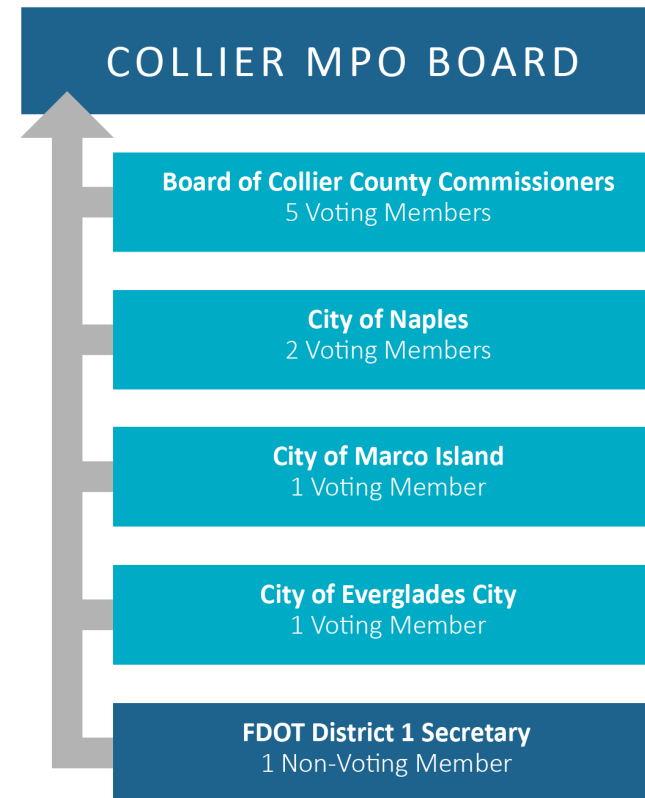 COLLIER MPO BOARD
Board of Collier County Commissioners
5 Voting Members
City of Naples
2 Voting Members
City of Marco Island
1 Voting Member
City of Everglades City
1 Voting Member
FDOT District 1 Secretary
1 Non-Voting Member